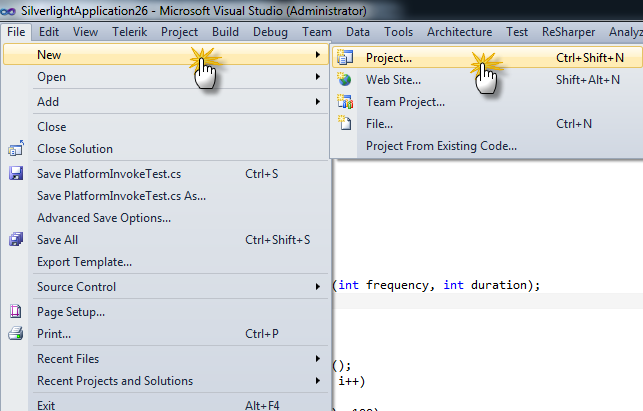 SilverlightApplication26 - Microsoft Visual Studio (Administrator)
File Edit View Telerik Project Build Debug Team Data Tools Architecture Test ReSharper Analyz
New
Open
Add
Close
Close Solution
Save PlatformInvokeTest.cs Ctrl+S
Save PlatformInvokeTest.cs As...
Advanced Save Options...
Save All Ctrl+Shift+S
Export Template...
Source Control
Page Setup...
Print... Ctrl+P
Recent Files
Recent Projects and Solutions
Exit Alt+F4
Project... Ctrl+Shift+N
Web Site... Shift+Alt+N
Team Project...
File... Ctrl+N
Project From Existing Code...
(int frequency, int duration);
();
i++)